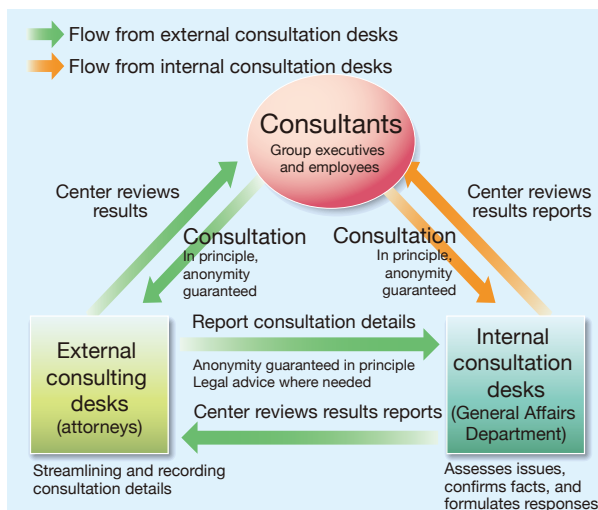 Flow from external consultation desks
Flow from internal consultation desks
Consultants
Group executives
and employees
Center reviews
results
Center reviews
results reports
Consultation
In principle,
anonymity
guaranteed
Consultation
In principle,
anonymity
guaranteed
External
consulting
desks
(attorneys)
Report consultation details
Anonymity guaranteed in principle
Legal advice where needed
Center reviews results reports
Internal
consultation
desks
(General Affairs
Department)
Streamlining and recording
consultation details
Assesses issues,
confirms facts, and
formulates responses